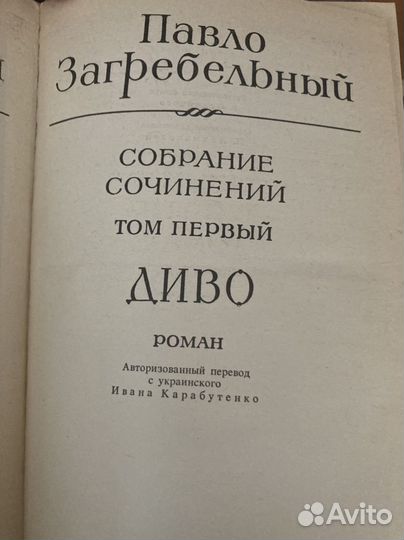 Павло
Загребельный
СОБРАНИЕ
СОЧИНЕНИЙ
ТОМ ПЕРВЫЙ
ДИВО
РОМАН
Авторизованный перевод
с украинского
Ивана Карабутенко
Avito